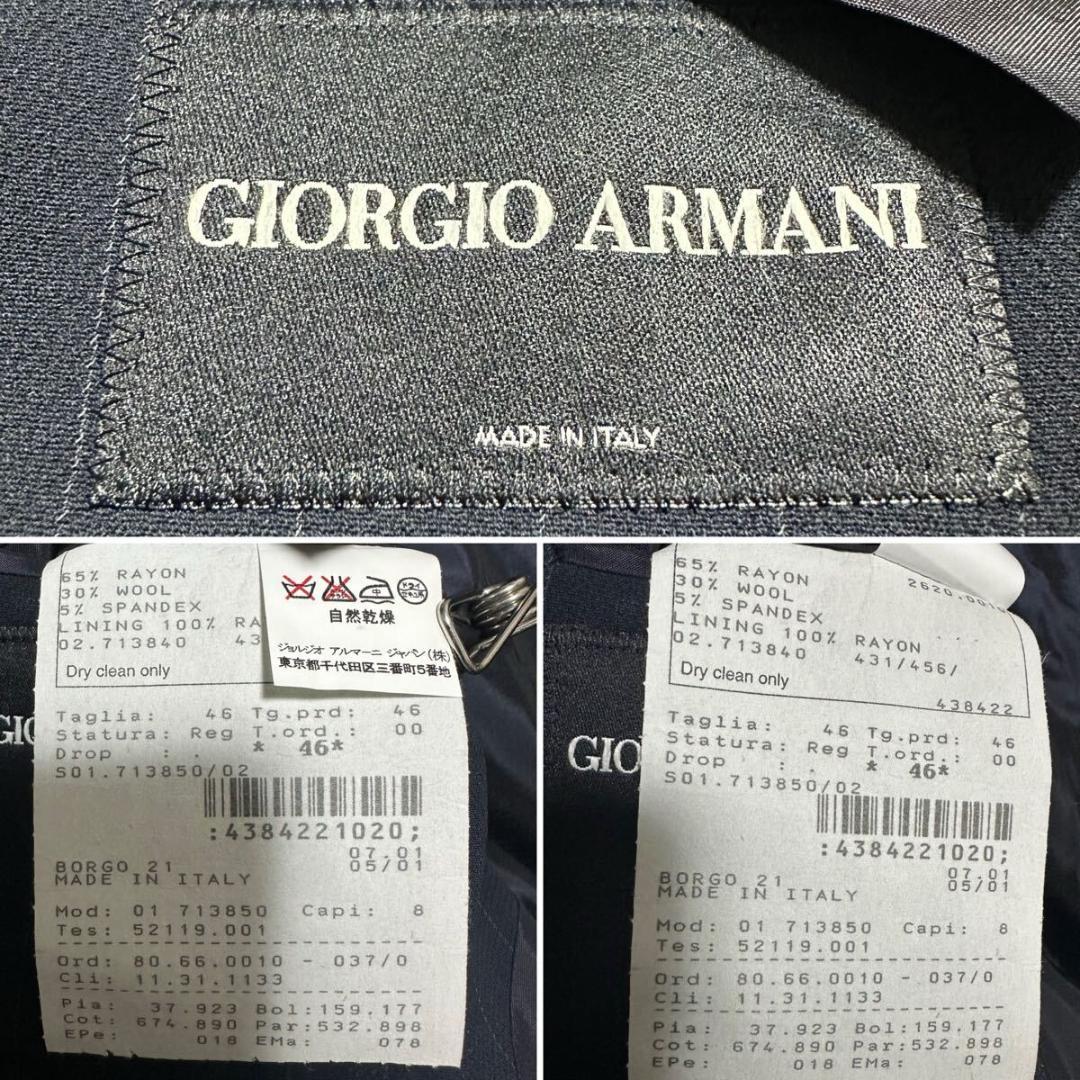 GIORGIO ARMANI
MADE IN ITALY
65% RAYON
30% WOOL
5% SPANDEX
LINING 100% RA
02.713840 43
Dry clean only
自然乾燥
ジョルジオ アルマーニ ジャパン(株)
東京都千代田区三番町5番地
Taglia: 46 Tg.prd: 46
Statura: Reg T.ord.: 00
Drop : . * 46*
S01.713850/02
:4384221020;
07.01
BORGO 21 05/01
MADE IN ITALY
Mod: 01 713850 Capi: 8
Tes: 52119.001
Ord: 80.66.0010 - 037/0
Cli: 11.31.1133
Pia: 37.923 Bol:159.177
Cot: 674.890 Par:532.898
EPe: 018 EMa: 078
GIO
65% RAYON
30% WOOL
5% SPANDEX
LINING 100% RAYON
02.713840 431/456/
Dry clean only
438422
Taglia: 46 Tg.prd: 46
Statura: Reg T.ord.: 00
Drop : . * 46*
S01.713850/02
:4384221020;
07.01
BORGO 21 05/01
MADE IN ITALY
Mod: 01 713850 Capi: 8
Tes: 52119.001
Ord: 80.66.0010 - 037/0
Cli: 11.31.1133
Pia: 37.923 Bol:159.177
Cot: 674.890 Par:532.898
EPe: 018 EMa: 078
GIO